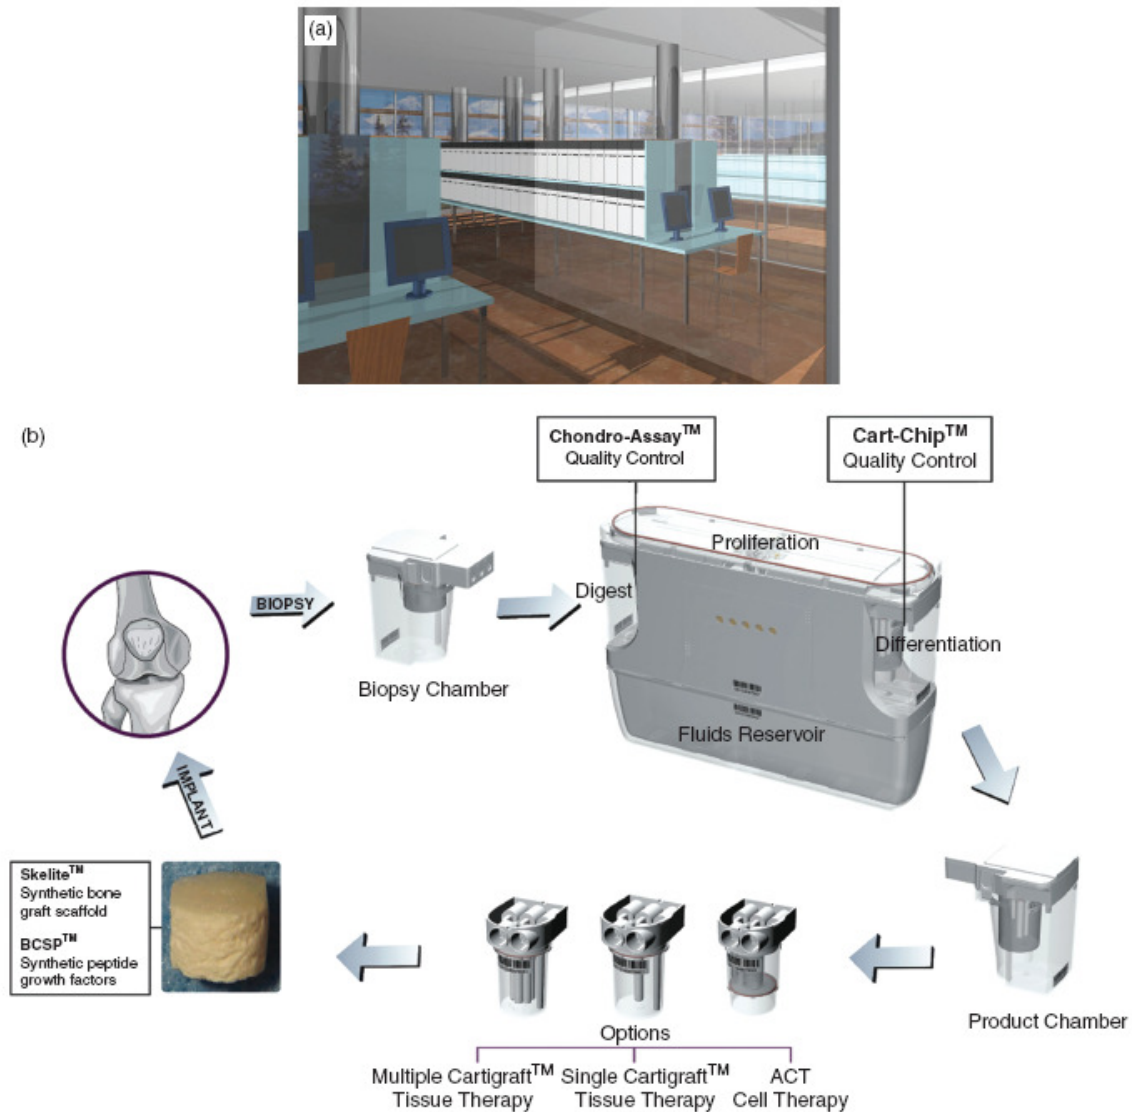 (a)
(b)
Chondro-Assay™
Quality Control
Cart-Chip™
Quality Control
Proliferation
BIOPSY
Digest
Differentiation
Biopsy Chamber
Fluids Reservoir
IMPLANT
Skelite™
Synthetic bone
graft scaffold
BCSP™
Synthetic peptide
growth factors
Product Chamber
Options
Multiple Cartigraft™
Tissue Therapy
Single Cartigraft™
Tissue Therapy
ACT
Cell Therapy